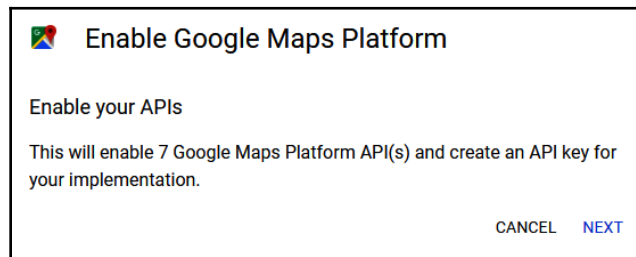 Enable Google Maps Platform
Enable your APIs
This will enable 7 Google Maps Platform API(s) and create an API key for
your implementation.
CANCEL NEXT